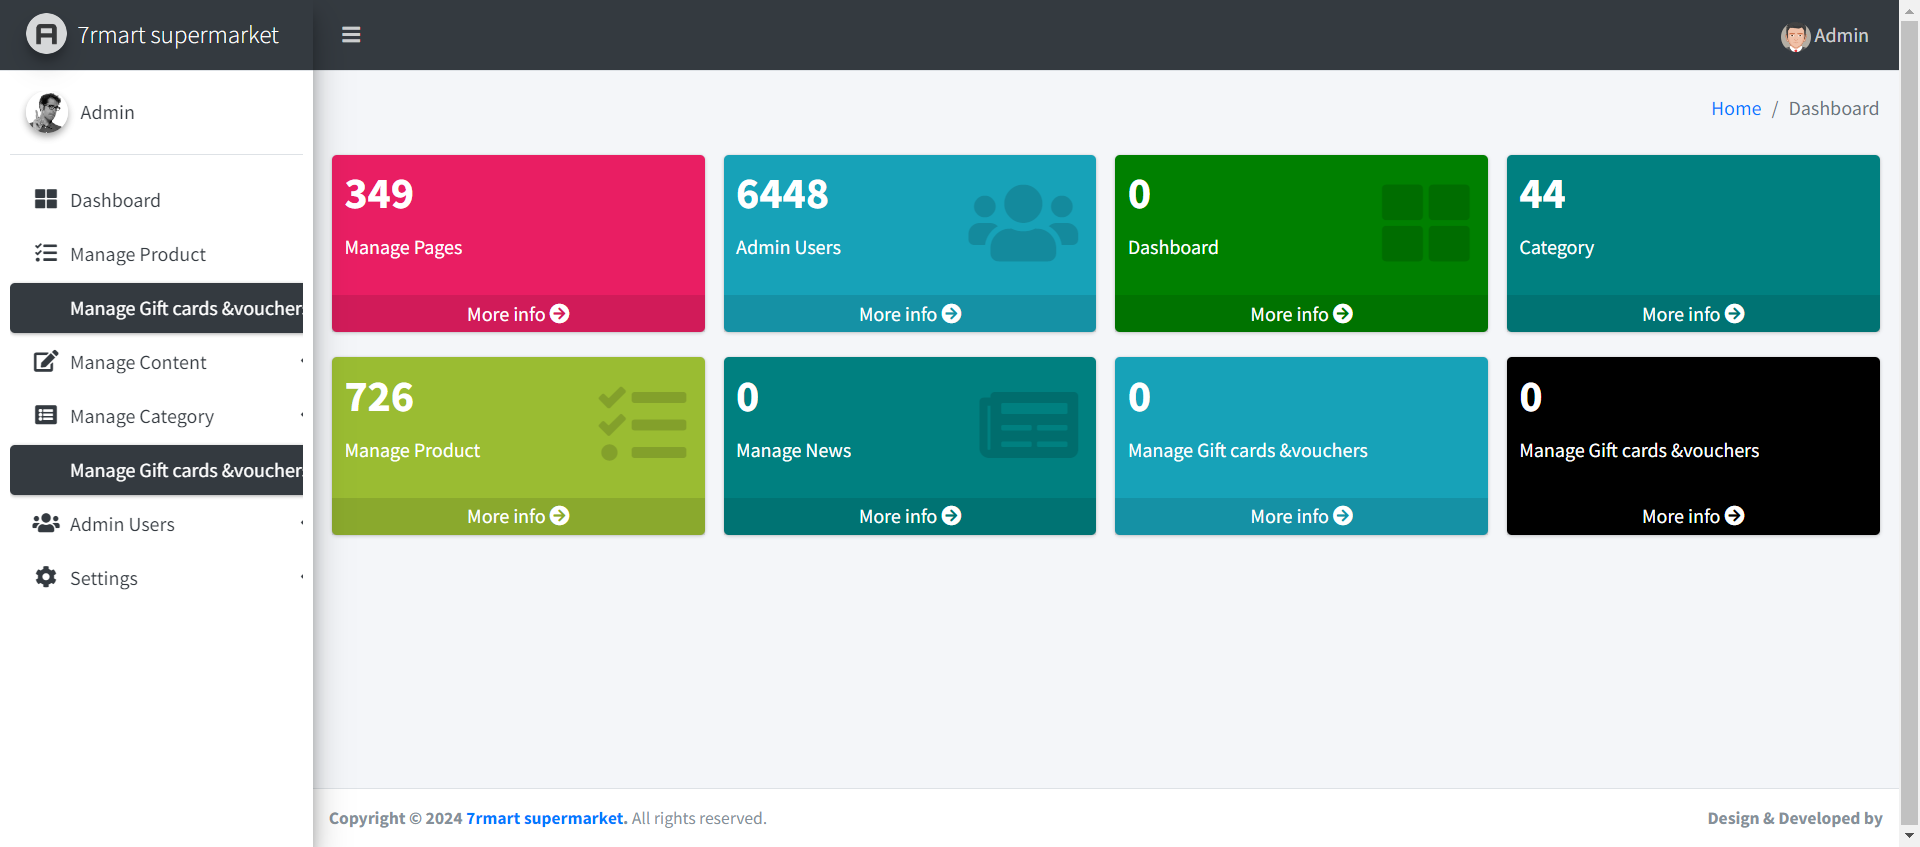 7rmart supermarket
Admin
Admin
Home / Dashboard
Dashboard
Manage Product
Manage Gift cards &voucher
Manage Content
Manage Category
Manage Gift cards &voucher
Admin Users
Settings
349
Manage Pages
More info
6448
Admin Users
More info
0
Dashboard
More info
44
Category
More info
726
Manage Product
More info
0
Manage News
More info
0
Manage Gift cards &vouchers
More info
0
Manage Gift cards &vouchers
More info
Copyright © 2024 7rmart supermarket. All rights reserved.
Design & Developed by